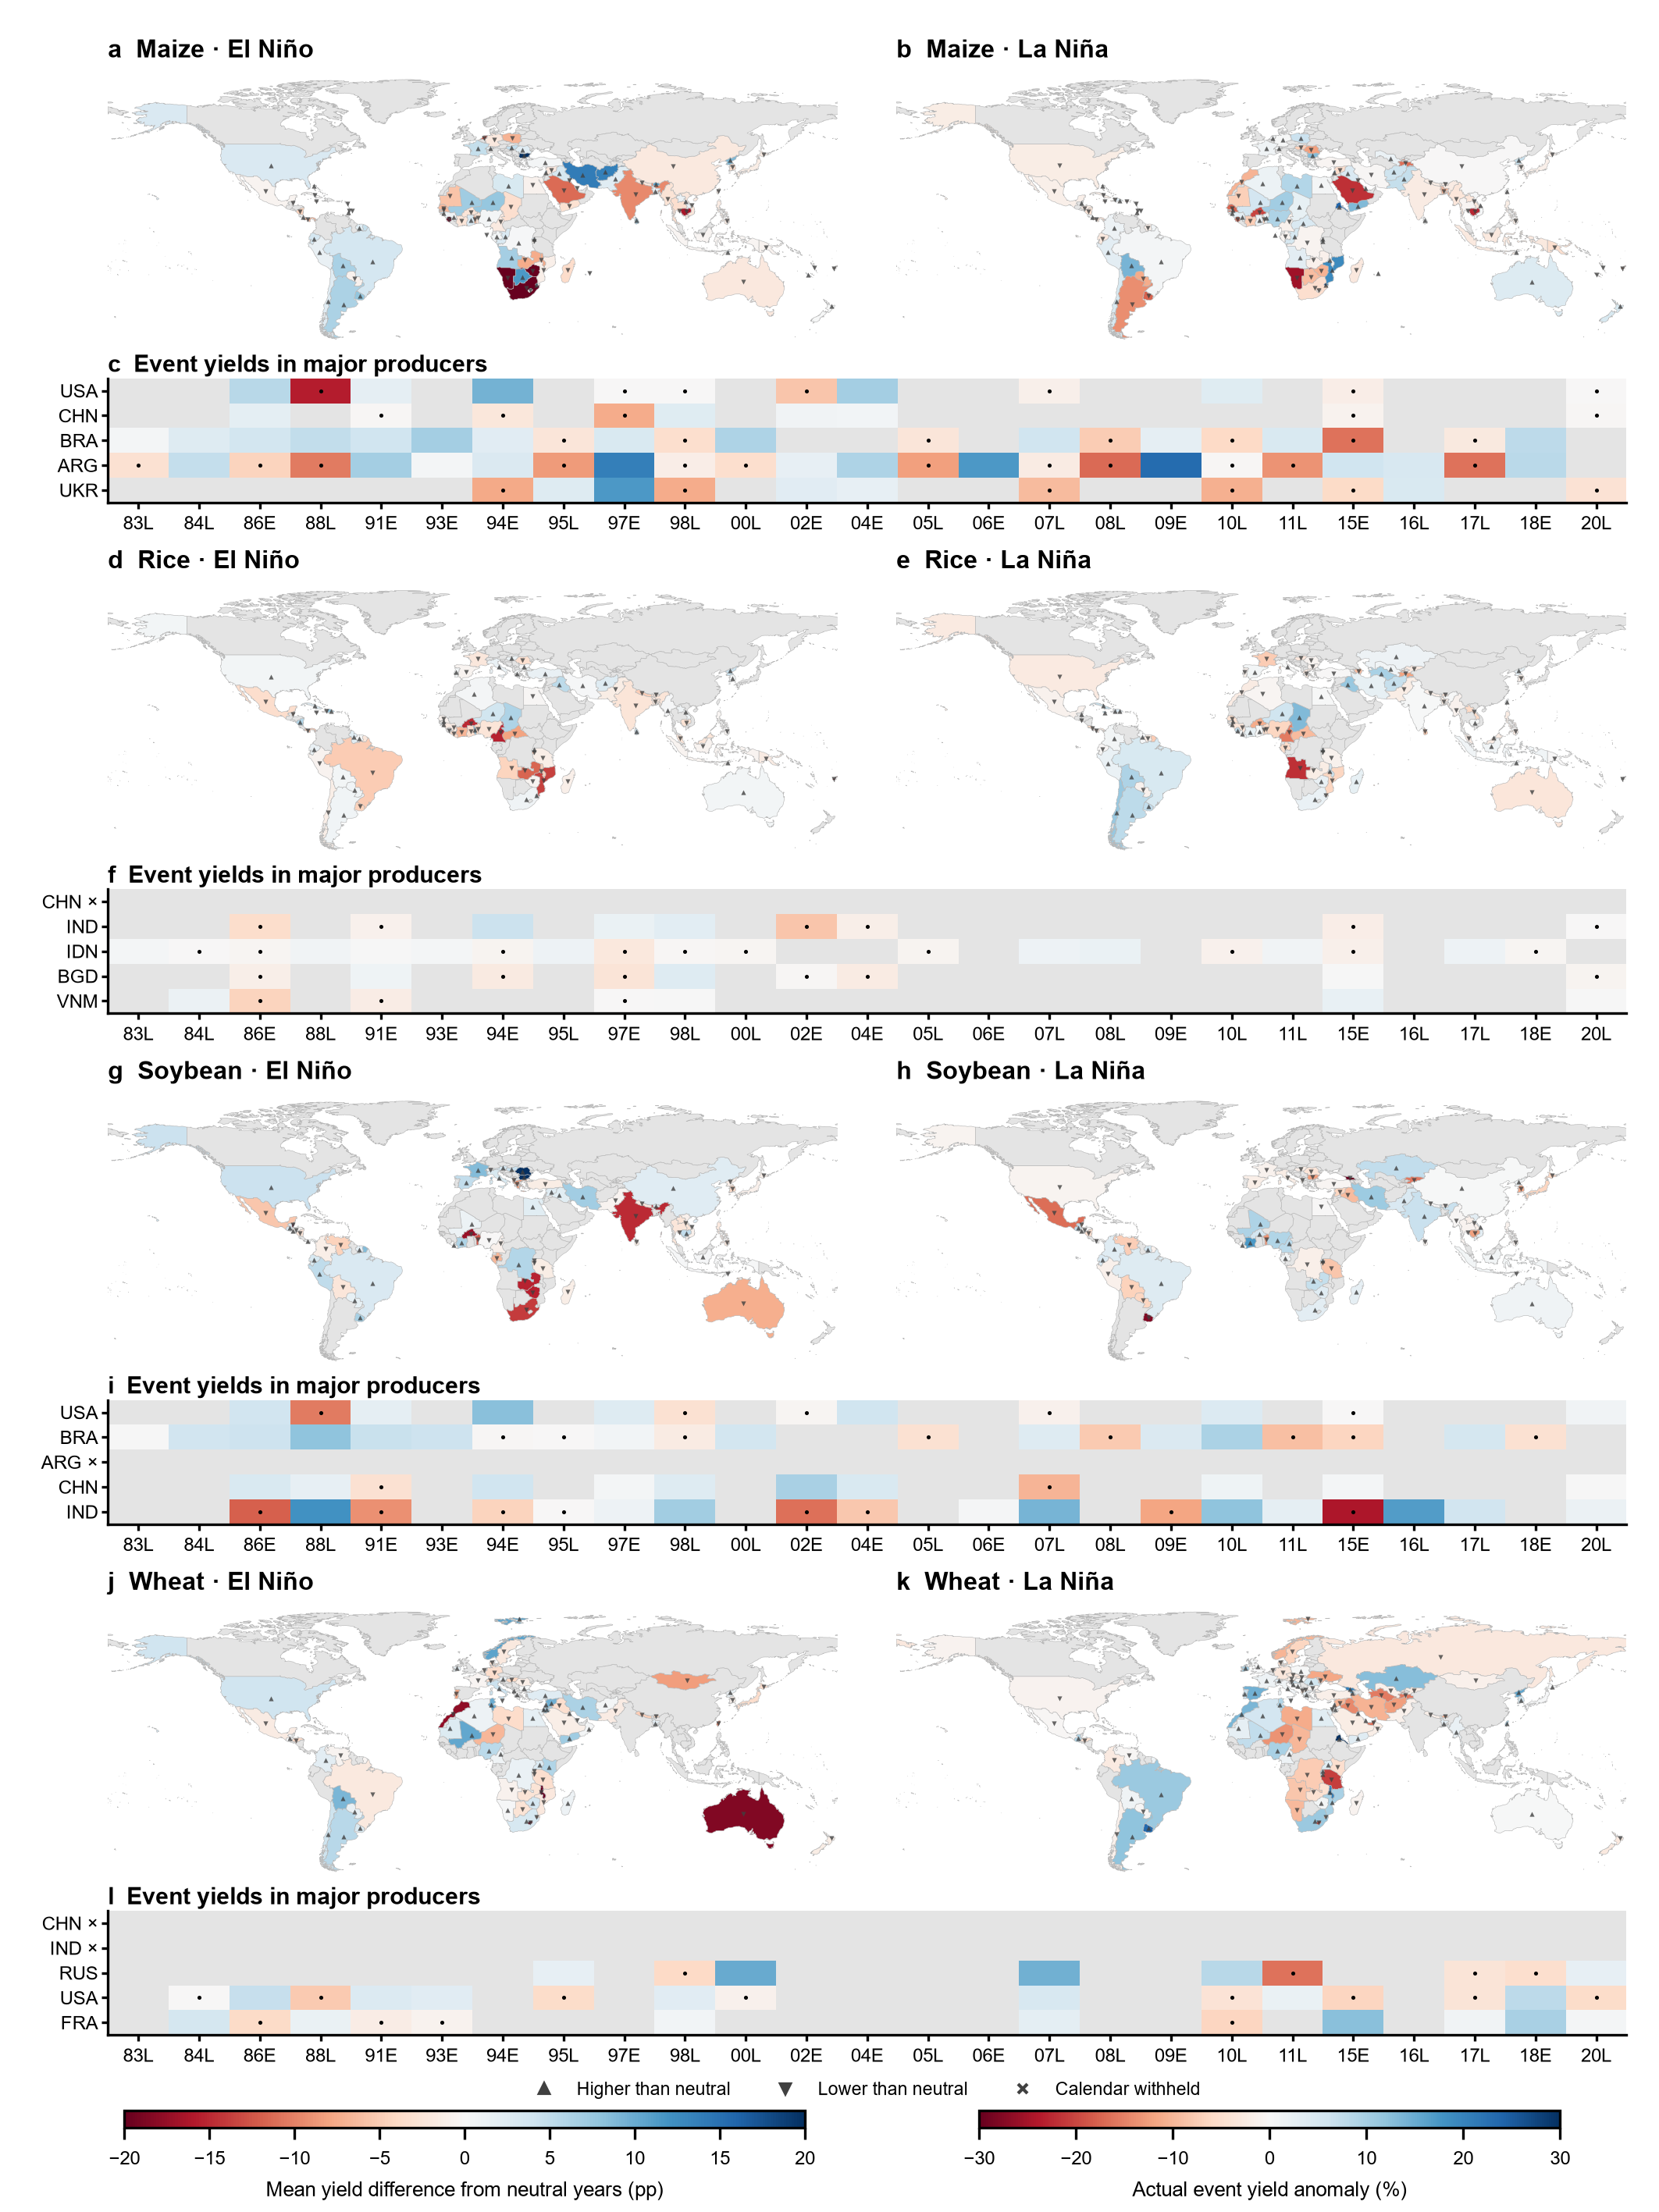 a Maize · El Niño
b Maize · La Niña
c Event yields in major producers
USA
CHN
BRA
ARG
UKR
83L 84L 86E 88L 91E 93E 94E 95L 97E 98L 00L 02E 04E 05L 06E 07L 08L 09E 10L 11L 15E 16L 17L 18E 20L
d Rice · El Niño
e Rice · La Niña
f Event yields in major producers
CHN ×
IND
IDN
BGD
VNM
83L 84L 86E 88L 91E 93E 94E 95L 97E 98L 00L 02E 04E 05L 06E 07L 08L 09E 10L 11L 15E 16L 17L 18E 20L
g Soybean · El Niño
h Soybean · La Niña
i Event yields in major producers
USA
BRA
ARG ×
CHN
IND
83L 84L 86E 88L 91E 93E 94E 95L 97E 98L 00L 02E 04E 05L 06E 07L 08L 09E 10L 11L 15E 16L 17L 18E 20L
j Wheat · El Niño
k Wheat · La Niña
l Event yields in major producers
CHN ×
IND ×
RUS
USA
FRA
83L 84L 86E 88L 91E 93E 94E 95L 97E 98L 00L 02E 04E 05L 06E 07L 08L 09E 10L 11L 15E 16L 17L 18E 20L
▲ Higher than neutral ▼ Lower than neutral × Calendar withheld
−20 −15 −10 −5 0 5 10 15 20
Mean yield difference from neutral years (pp)
−30 −20 −10 0 10 20 30
Actual event yield anomaly (%)